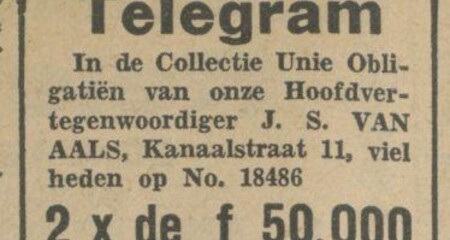 Telegram
In de Collectie Unie Obli-
gatiën van onze Hoofdver-
tegenwoordiger J. S. VAN
AALS, Kanaalstraat 11, viel
heden op No. 18486
2 x de f 50.000